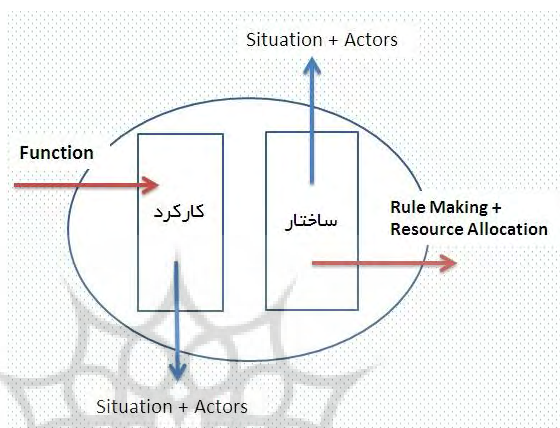 Situation + Actors
Function
کارکرد
ساختار
Rule Making +
Resource Allocation
Situation + Actors